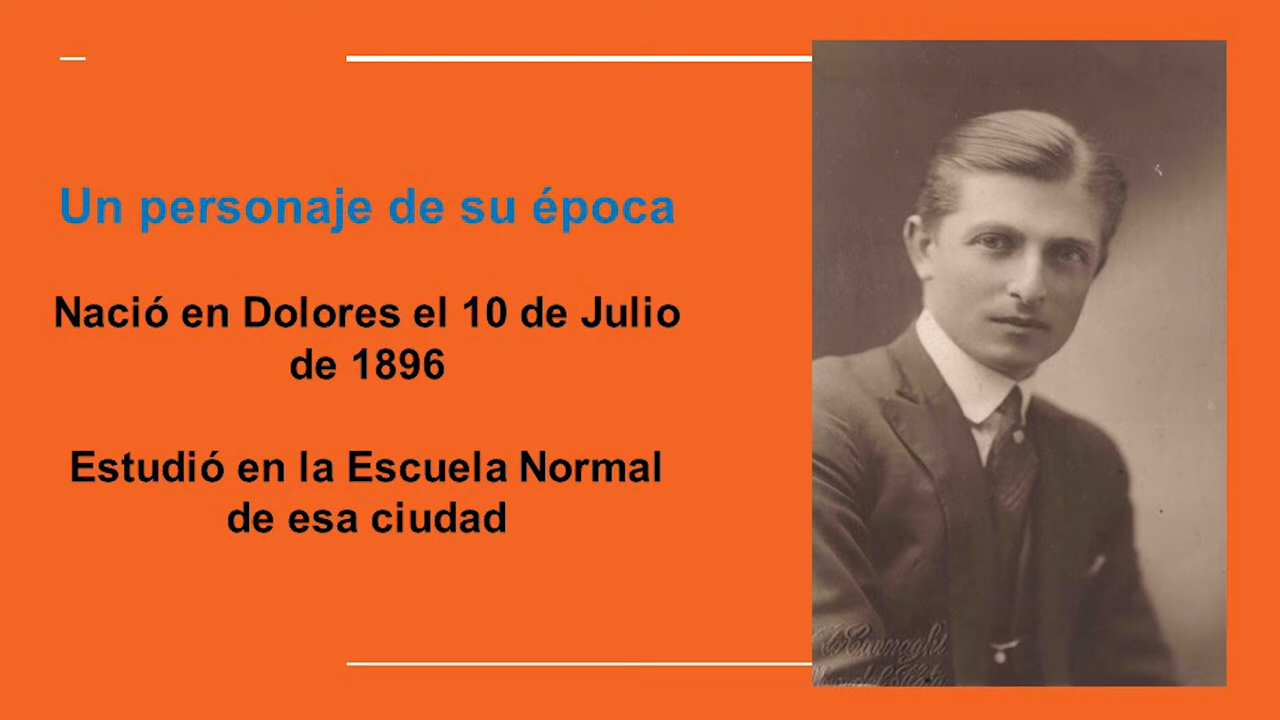 Un personaje de su época
Nació en Dolores el 10 de Julio
de 1896
Estudió en la Escuela Normal
de esa ciudad